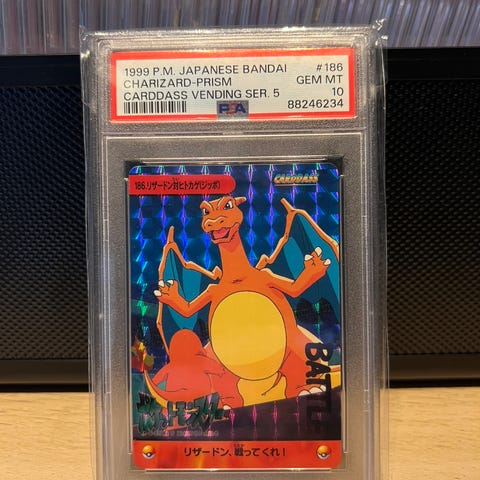 1999 P.M. JAPANESE BANDAI #186
CHARIZARD-PRISM GEM MT
CARDDASS VENDING SER. 5 10
PSA 88246234
186.リザードン対ヒトカゲ(ジッポ)
CARDDASS
BATTLE
リザードン、戦ってくれ!